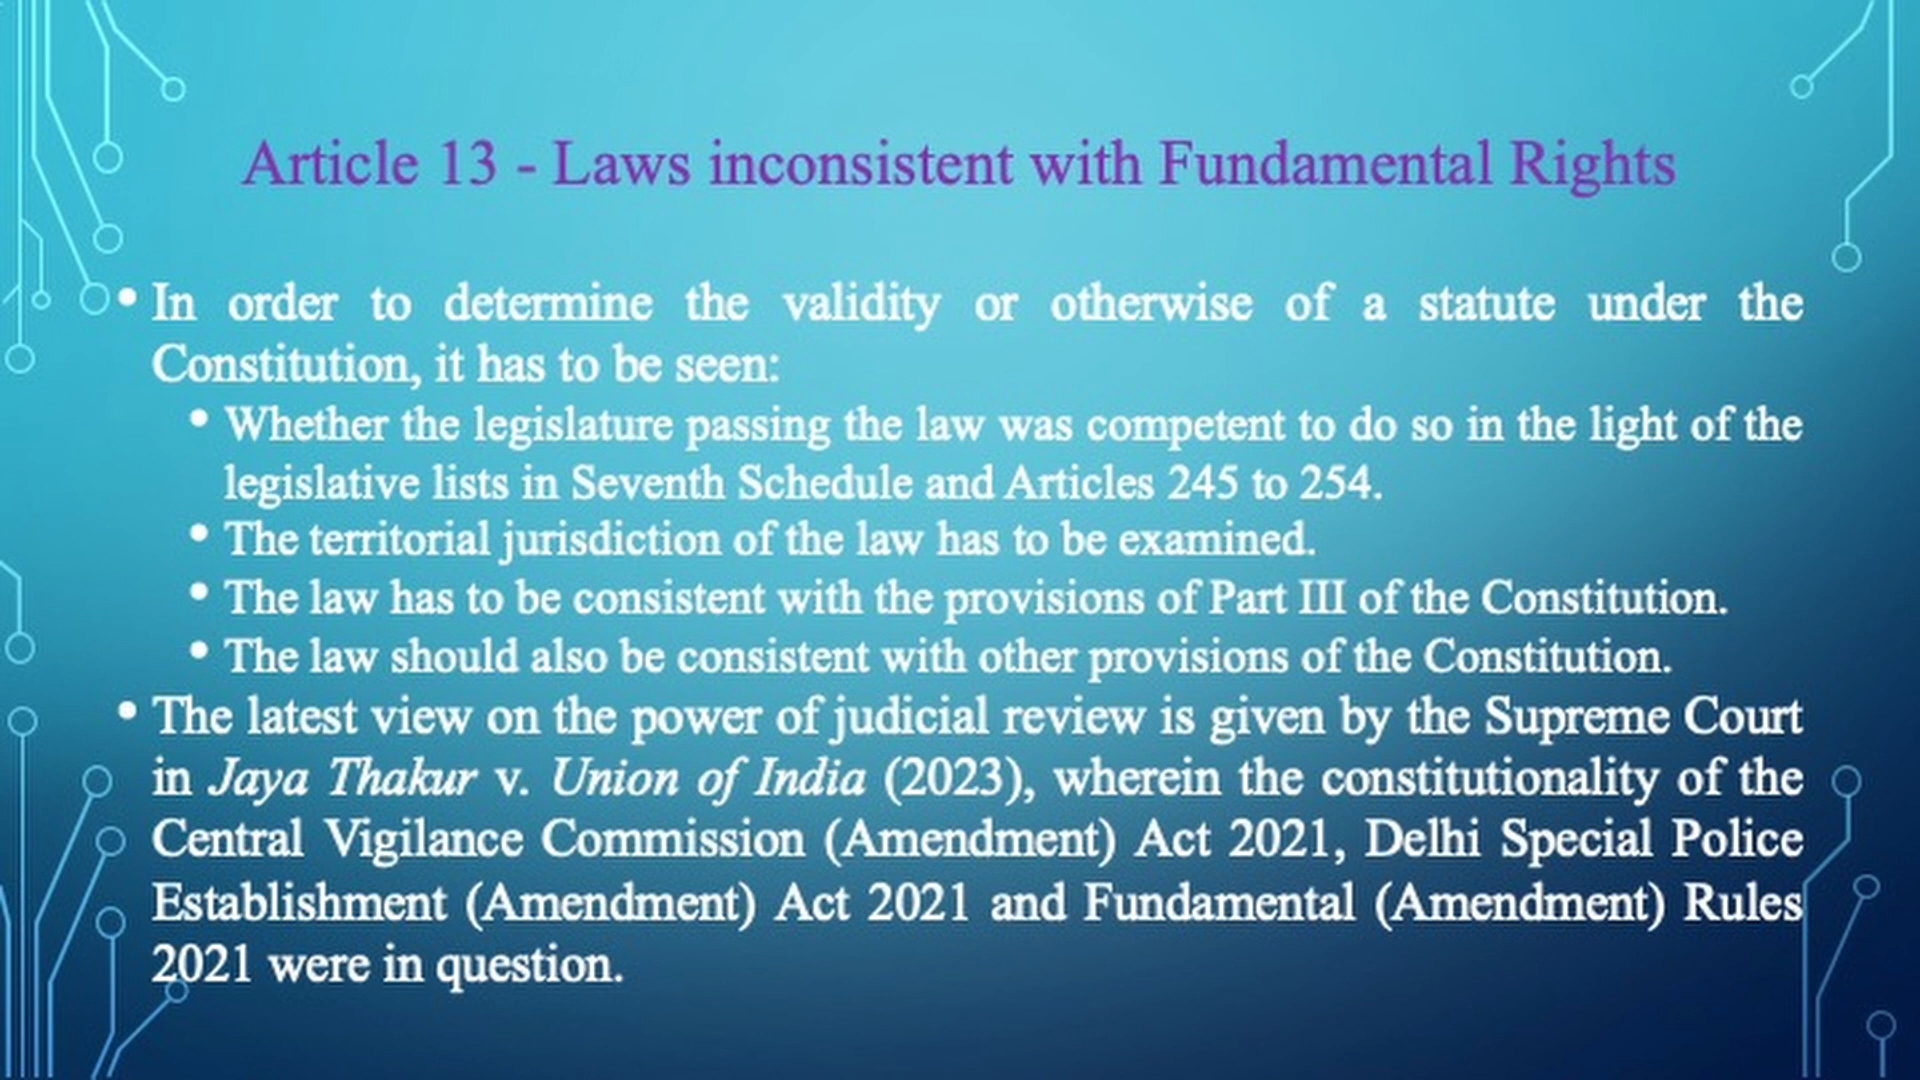 Article 13 - Laws inconsistent with Fundamental Rights
• In order to determine the validity or otherwise of a statute under the
Constitution, it has to be seen:
• Whether the legislature passing the law was competent to do so in the light of the
legislative lists in Seventh Schedule and Articles 245 to 254.
• The territorial jurisdiction of the law has to be examined.
• The law has to be consistent with the provisions of Part III of the Constitution.
• The law should also be consistent with other provisions of the Constitution.
• The latest view on the power of judicial review is given by the Supreme Court
in Jaya Thakur v. Union of India (2023), wherein the constitutionality of the
Central Vigilance Commission (Amendment) Act 2021, Delhi Special Police
Establishment (Amendment) Act 2021 and Fundamental (Amendment) Rules
2021 were in question.